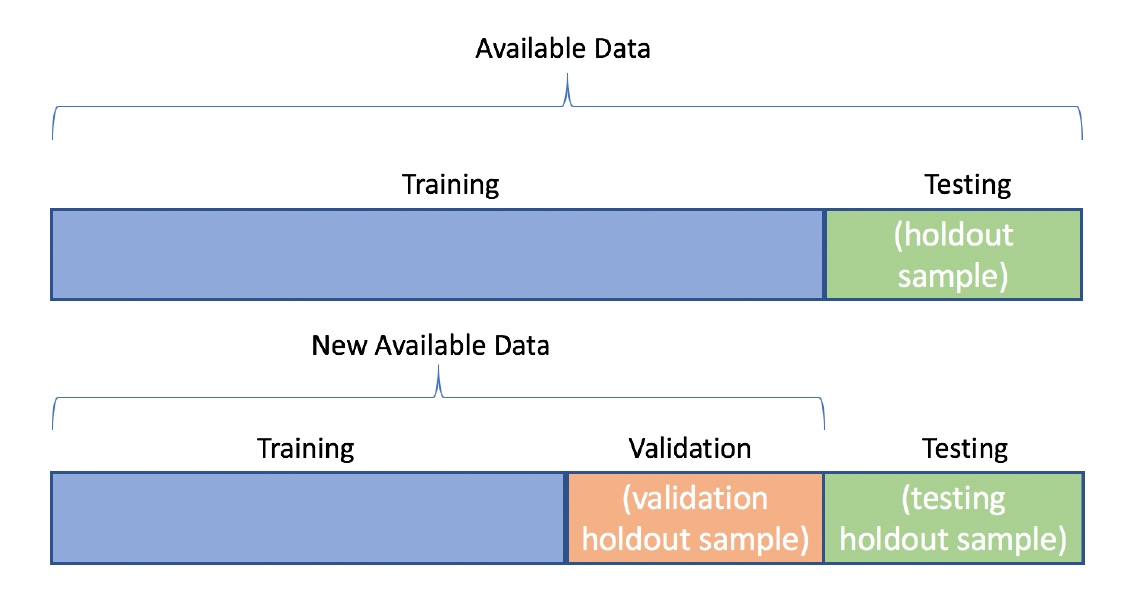 Available Data
Training
Testing
(holdout
sample)
New Available Data
Training
Validation
Testing
(validation
holdout sample)
(testing
holdout sample)